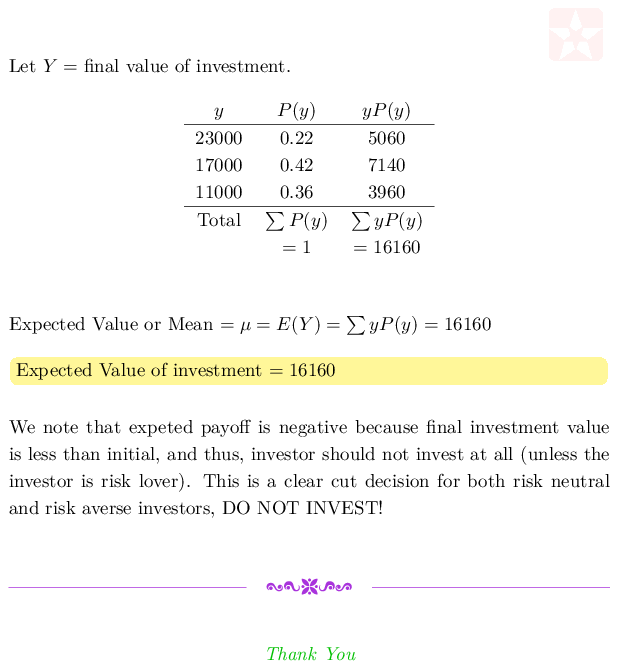 Let Y = final value of investment.
y P(y) yP(y)
23000 0.22 5060
17000 0.42 7140
11000 0.36 3960
Total ∑ P(y) ∑ yP(y)
= 1 = 16160
Expected Value or Mean = μ = E(Y) = ∑ yP(y) = 16160
Expected Value of investment = 16160
We note that expeted payoff is negative because final investment value
is less than initial, and thus, investor should not invest at all (unless the
investor is risk lover). This is a clear cut decision for both risk neutral
and risk averse investors, DO NOT INVEST!
Thank You